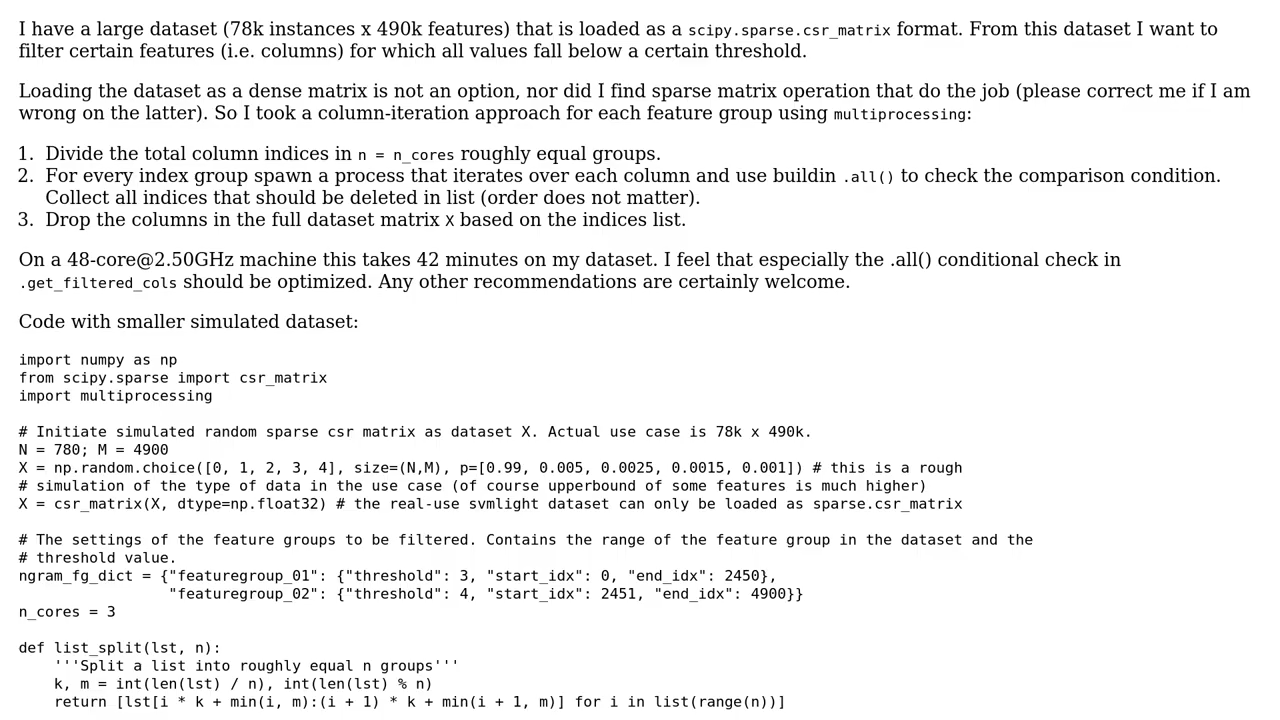 I have a large dataset (78k instances x 490k features) that is loaded as a scipy.sparse.csr_matrix format. From this dataset I want to
filter certain features (i.e. columns) for which all values fall below a certain threshold.
Loading the dataset as a dense matrix is not an option, nor did I find sparse matrix operation that do the job (please correct me if I am
wrong on the latter). So I took a column-iteration approach for each feature group using multiprocessing:
1. Divide the total column indices in n = n_cores roughly equal groups.
2. For every index group spawn a process that iterates over each column and use buildin .all() to check the comparison condition.
Collect all indices that should be deleted in list (order does not matter).
3. Drop the columns in the full dataset matrix X based on the indices list.
On a 48-core@2.50GHz machine this takes 42 minutes on my dataset. I feel that especially the .all() conditional check in
.get_filtered_cols should be optimized. Any other recommendations are certainly welcome.
Code with smaller simulated dataset:
import numpy as np
from scipy.sparse import csr_matrix
import multiprocessing
# Initiate simulated random sparse csr matrix as dataset X. Actual use case is 78k x 490k.
N = 780; M = 4900
X = np.random.choice([0, 1, 2, 3, 4], size=(N,M), p=[0.99, 0.005, 0.0025, 0.0015, 0.001]) # this is a rough
# simulation of the type of data in the use case (of course upperbound of some features is much higher)
X = csr_matrix(X, dtype=np.float32) # the real-use svmlight dataset can only be loaded as sparse.csr_matrix
# The settings of the feature groups to be filtered. Contains the range of the feature group in the dataset and the
# threshold value.
ngram_fg_dict = {"featuregroup_01": {"threshold": 3, "start_idx": 0, "end_idx": 2450},
                 "featuregroup_02": {"threshold": 4, "start_idx": 2451, "end_idx": 4900}}
n_cores = 3
def list_split(lst, n):
    '''Split a list into roughly equal n groups'''
    k, m = int(len(lst) / n), int(len(lst) % n)
    return [lst[i * k + min(i, m):(i + 1) * k + min(i + 1, m)] for i in list(range(n))]